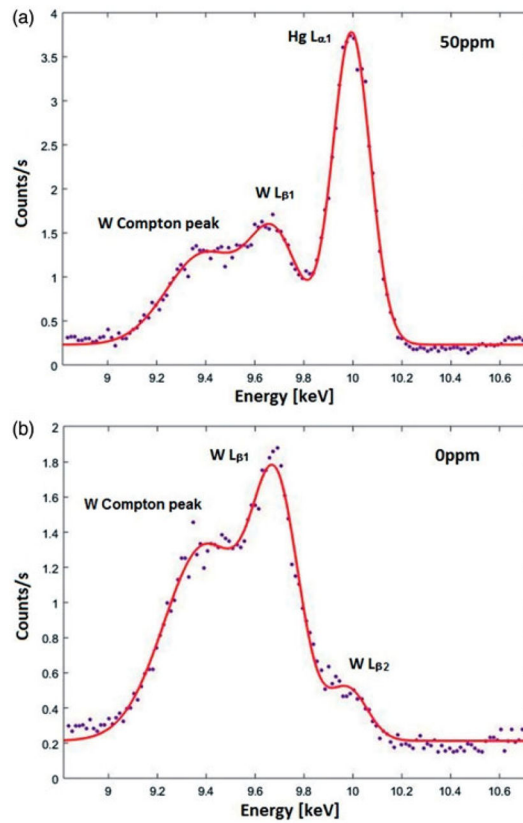 (a)
50ppm
Hg Lα,1
W Lβ1
W Compton peak
Counts/s
4
3.5
3
2.5
2
1.5
1
0.5
0
9 9.2 9.4 9.6 9.8 10 10.2 10.4 10.6
Energy [keV]
(b)
0ppm
W Lβ1
W Compton peak
W Lβ2
Counts/s
2
1.8
1.6
1.4
1.2
1
0.8
0.6
0.4
0.2
0
9 9.2 9.4 9.6 9.8 10 10.2 10.4 10.6
Energy [keV]